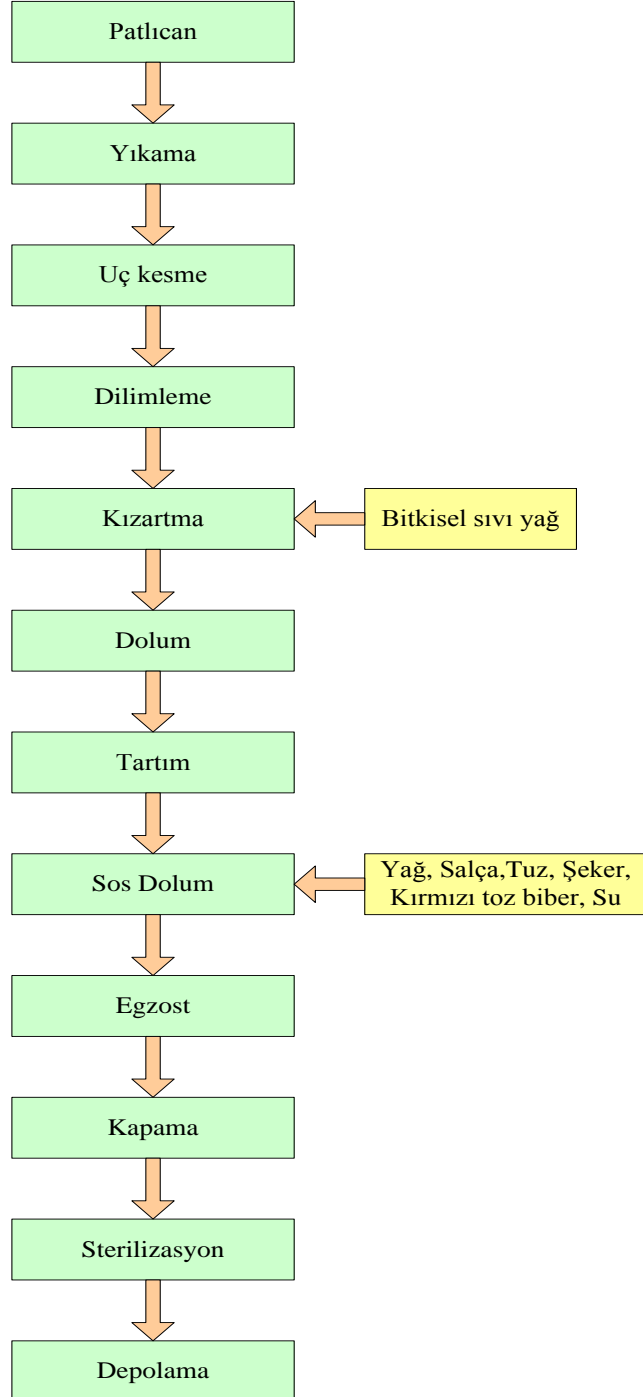 Patlıcan
Yıkama
Uç kesme
Dilimleme
Kızartma
Bitkisel sıvı yağ
Dolum
Tartım
Sos Dolum
Yağ, Salça,Tuz, Şeker,
Kırmızı toz biber, Su
Egzost
Kapama
Sterilizasyon
Depolama